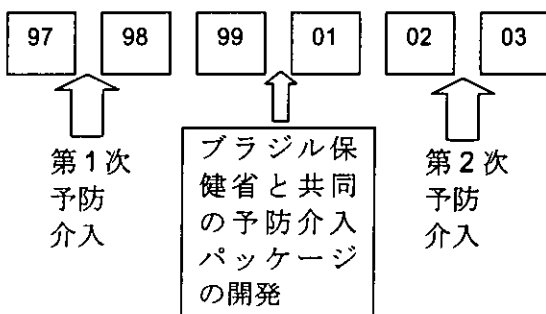 97 98 99 01 02 03
第1次
予防
介入
ブラジル保
健省と共同
の予防介入
パッケージ
の開発
第2次
予防
介入